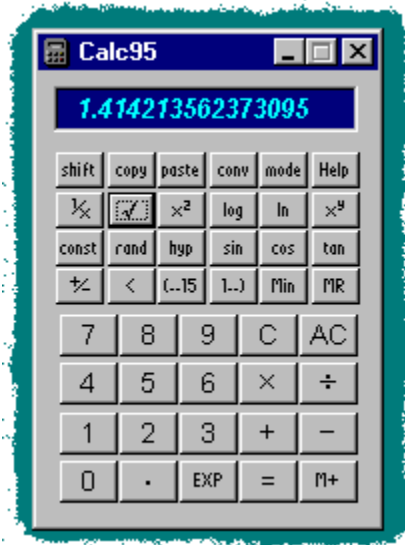 Calc95
1.414213562373095
shift copy paste conv mode Help
1/x √ x² log ln xʸ
const rand hyp sin cos tan
+/− < (--15 1--) Min MR
7 8 9 C AC
4 5 6 × ÷
1 2 3 + −
0 . EXP = M+